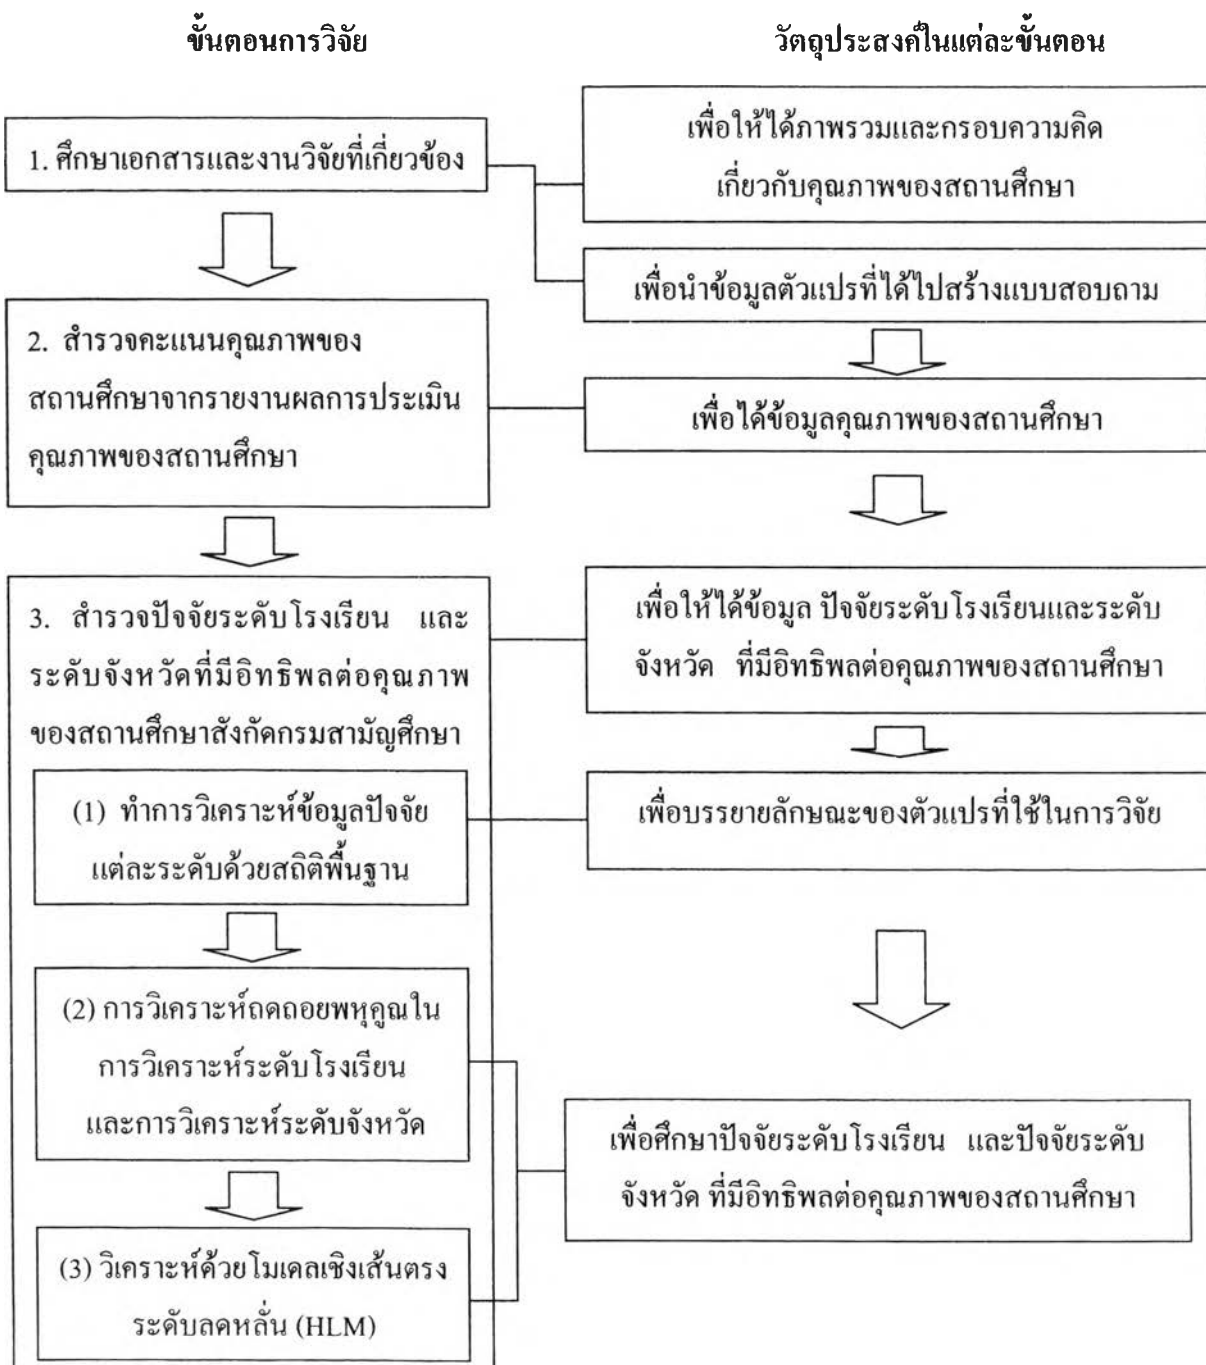 ขั้นตอนการวิจัย
วัตถุประสงค์ในแต่ละขั้นตอน
1. ศึกษาเอกสารและงานวิจัยที่เกี่ยวข้อง
เพื่อให้ได้ภาพรวมและกรอบความคิด
เกี่ยวกับคุณภาพของสถานศึกษา
เพื่อนำข้อมูลตัวแปรที่ได้ไปสร้างแบบสอบถาม
2. สำรวจคะแนนคุณภาพของ
สถานศึกษาจากรายงานผลการประเมิน
คุณภาพของสถานศึกษา
เพื่อได้ข้อมูลคุณภาพของสถานศึกษา
3. สำรวจปัจจัยระดับโรงเรียน และ
ระดับจังหวัดที่มีอิทธิพลต่อคุณภาพ
ของสถานศึกษาสังกัดกรมสามัญศึกษา
เพื่อให้ได้ข้อมูล ปัจจัยระดับโรงเรียนและระดับ
จังหวัด ที่มีอิทธิพลต่อคุณภาพของสถานศึกษา
(1) ทำการวิเคราะห์ข้อมูลปัจจัย
แต่ละระดับด้วยสถิติพื้นฐาน
เพื่อบรรยายลักษณะของตัวแปรที่ใช้ในการวิจัย
(2) การวิเคราะห์ถดถอยพหุคูณใน
การวิเคราะห์ระดับโรงเรียน
และการวิเคราะห์ระดับจังหวัด
เพื่อศึกษาปัจจัยระดับโรงเรียน และปัจจัยระดับ
จังหวัด ที่มีอิทธิพลต่อคุณภาพของสถานศึกษา
(3) วิเคราะห์ด้วยโมเดลเชิงเส้นตรง
ระดับลดหลั่น (HLM)